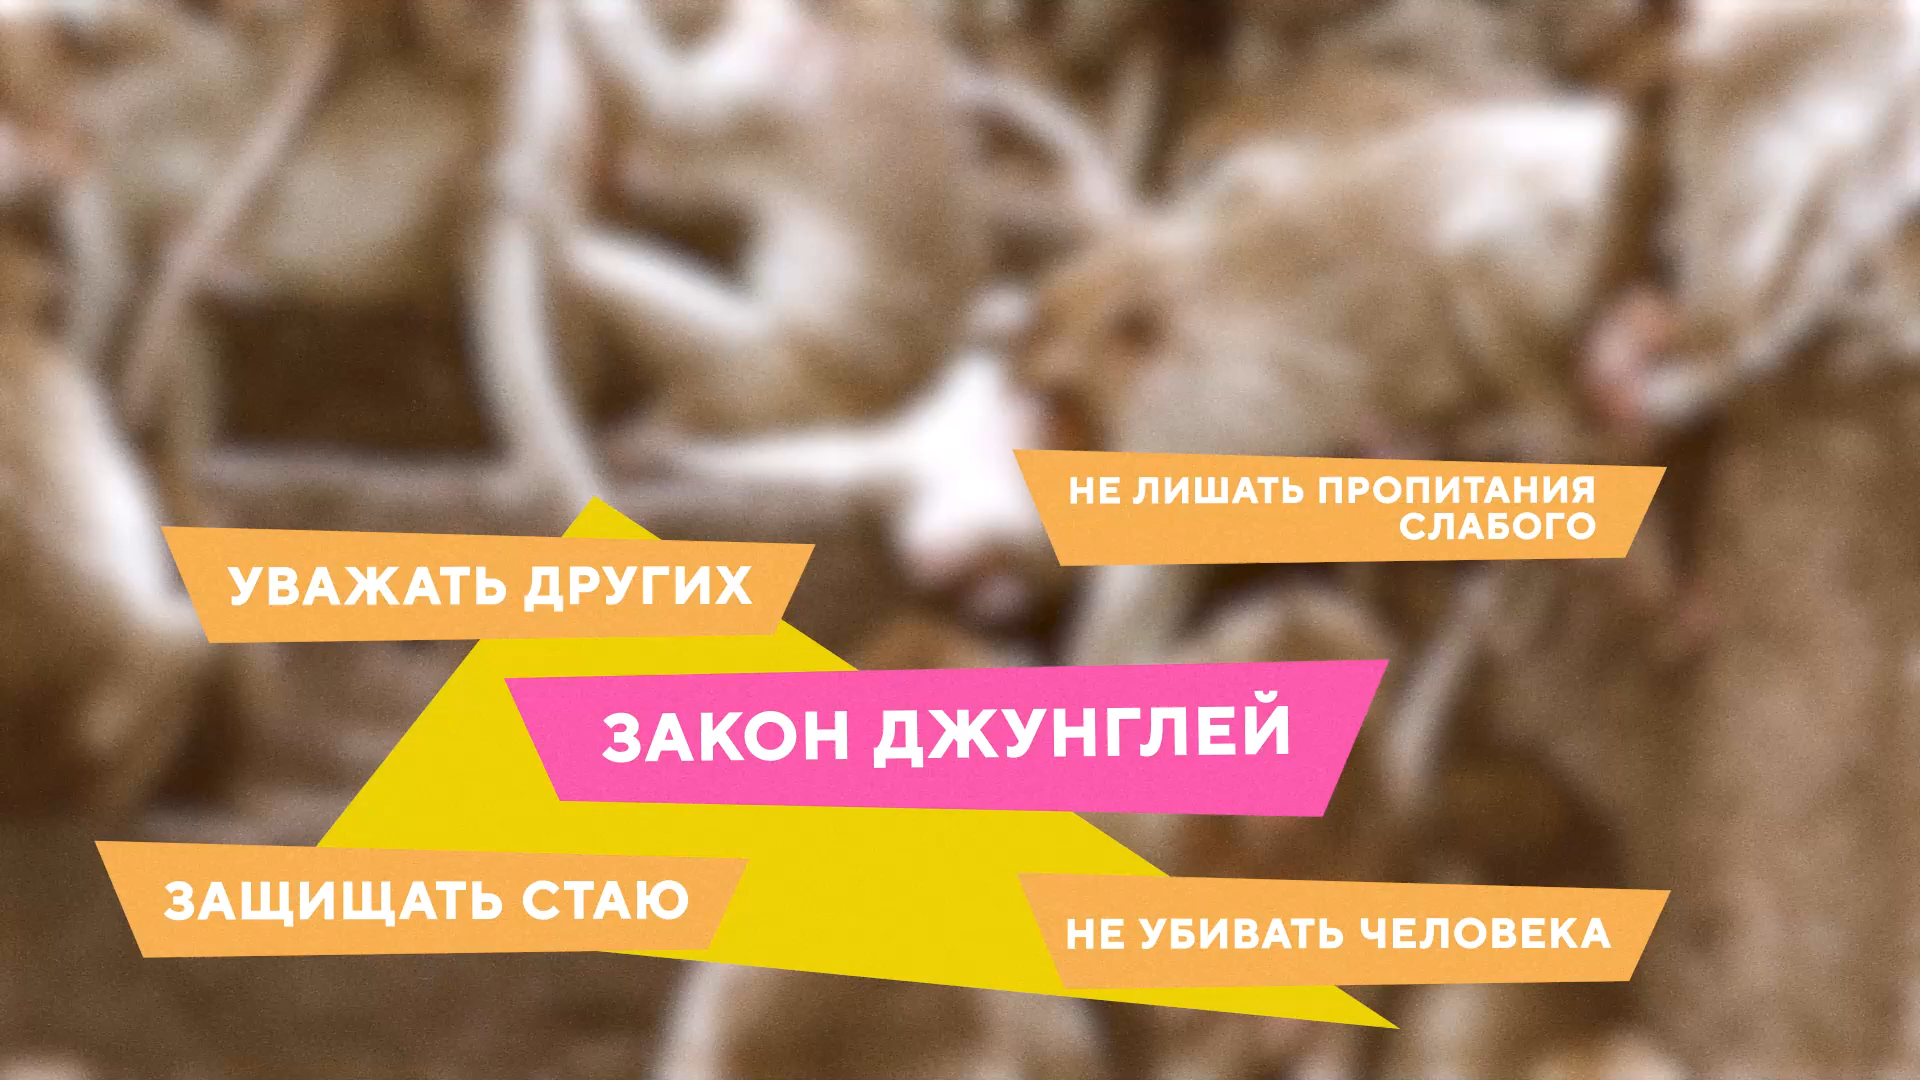 НЕ ЛИШАТЬ ПРОПИТАНИЯ
СЛАБОГО
УВАЖАТЬ ДРУГИХ
ЗАКОН ДЖУНГЛЕЙ
ЗАЩИЩАТЬ СТАЮ
НЕ УБИВАТЬ ЧЕЛОВЕКА